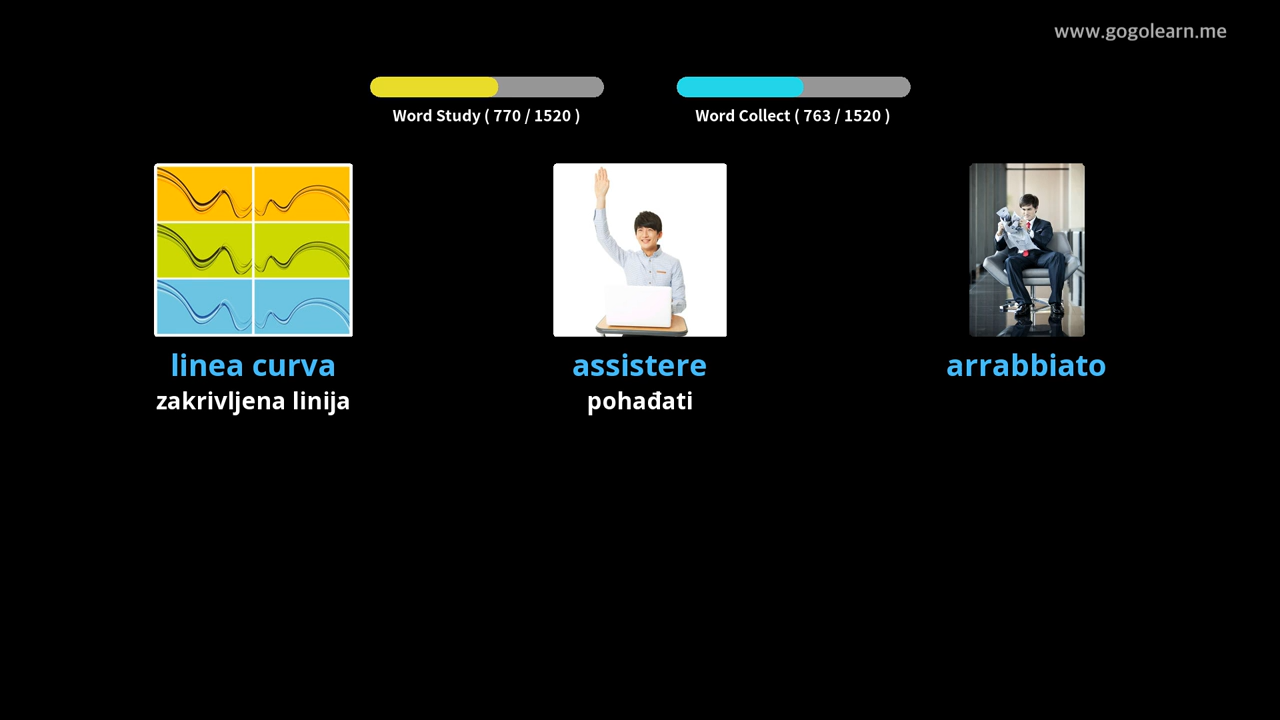 www.gogolearn.me
Word Study ( 770 / 1520 )
Word Collect ( 763 / 1520 )
linea curva
assistere
arrabbiato
zakrivljena linija
pohađati